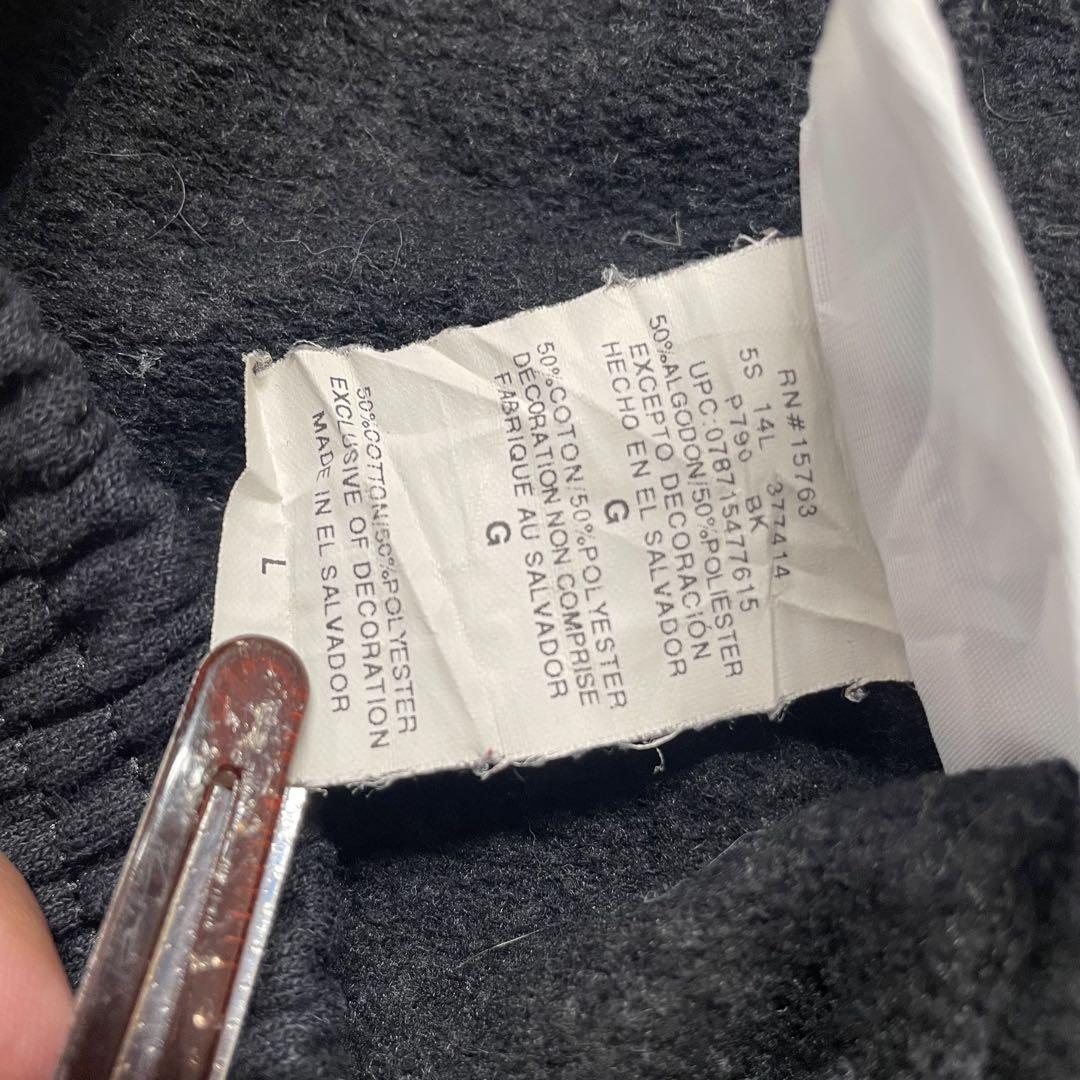 L
50%COTTON/50%POLYESTER
EXCLUSIVE OF DECORATION
MADE IN EL SALVADOR
G
50%COTON/50%POLYESTER
DÉCORATION NON COMPRISE
FABRIQUÉ AU SALVADOR
G
50%ALGODON/50%POLIESTER
EXCEPTO DECORACIÓN
HECHO EN EL SALVADOR
RN#15763
5S 14L 377414
P790 BK
UPC:078715477615